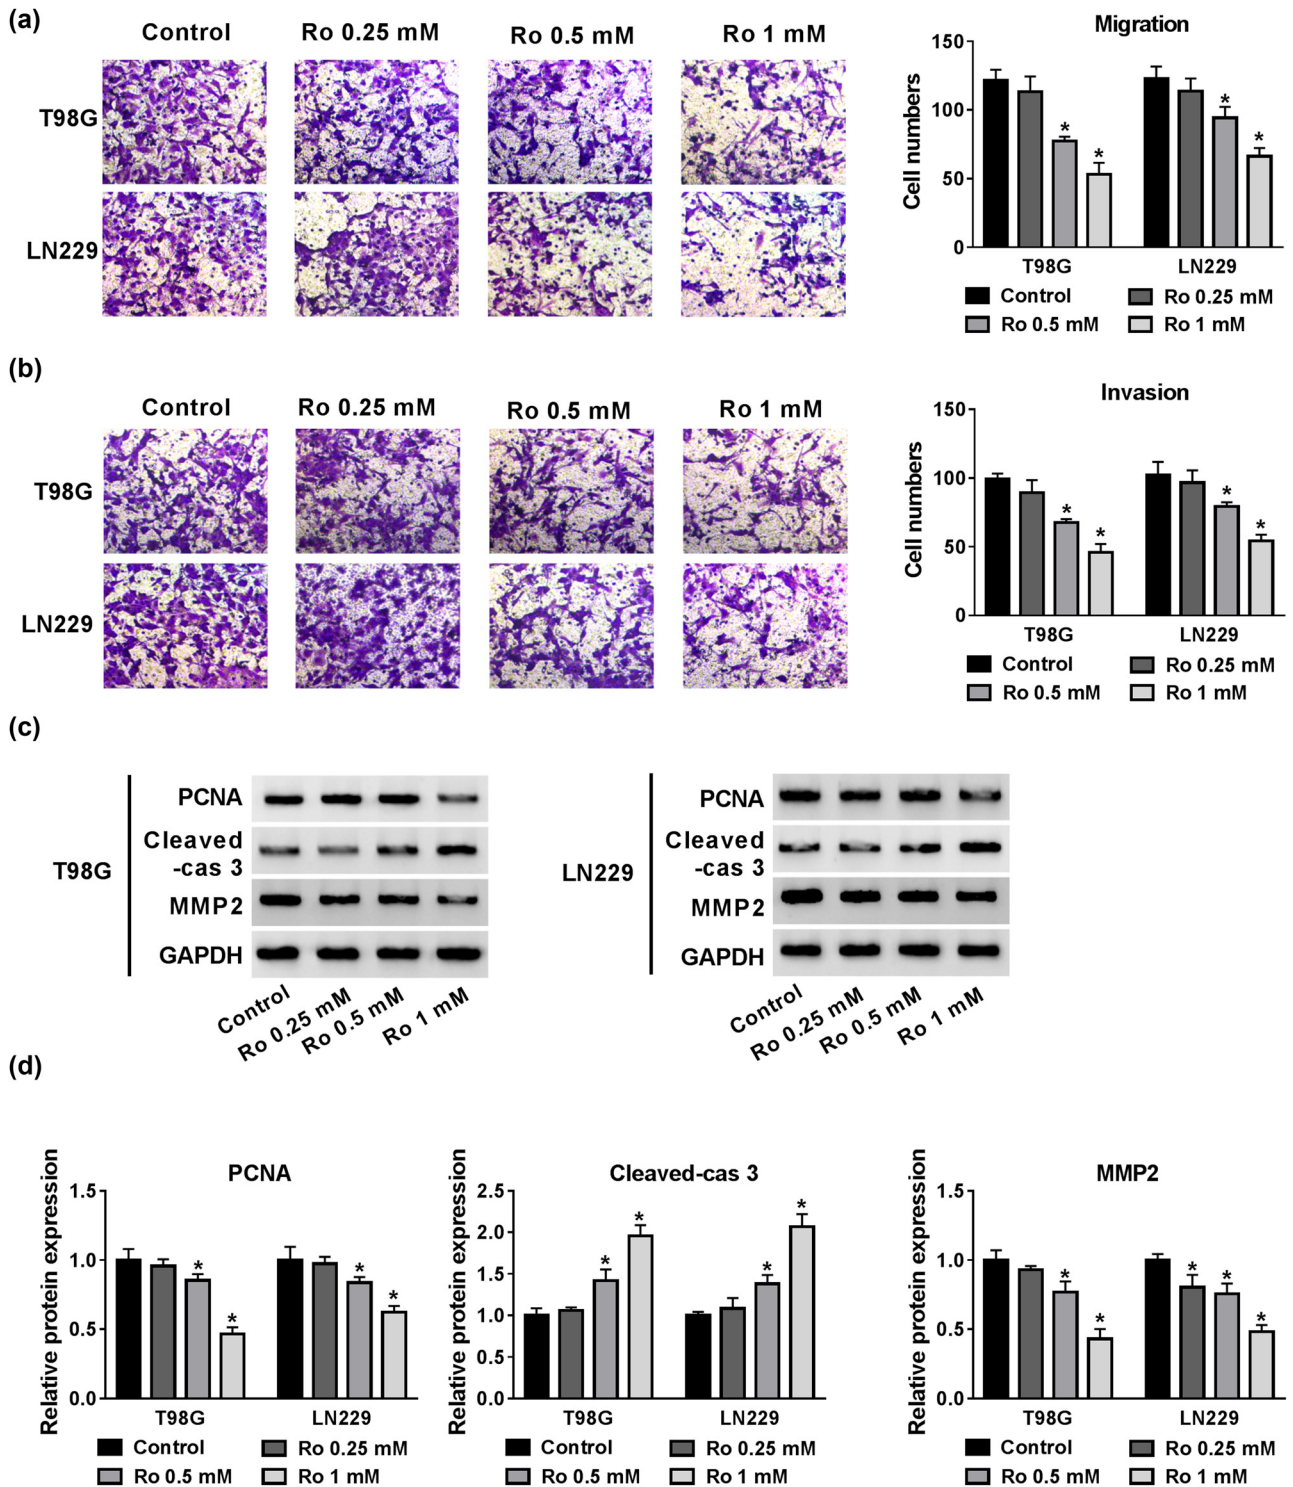 (a)
Control Ro 0.25 mM Ro 0.5 mM Ro 1 mM
T98G
LN229
Migration
Cell numbers
150
100
50
0
* * * *
T98G LN229
Control Ro 0.25 mM
Ro 0.5 mM Ro 1 mM
(b)
Control Ro 0.25 mM Ro 0.5 mM Ro 1 mM
T98G
LN229
Invasion
Cell numbers
150
100
50
0
* * * *
T98G LN229
Control Ro 0.25 mM
Ro 0.5 mM Ro 1 mM
(c)
T98G
PCNA
Cleaved
-cas 3
MMP2
GAPDH
Control Ro 0.25 mM Ro 0.5 mM Ro 1 mM
LN229
PCNA
Cleaved
-cas 3
MMP2
GAPDH
Control Ro 0.25 mM Ro 0.5 mM Ro 1 mM
(d)
PCNA
Relative protein expression
1.5
1.0
0.5
0.0
* * * *
T98G LN229
Control Ro 0.25 mM
Ro 0.5 mM Ro 1 mM
Cleaved-cas 3
Relative protein expression
2.5
2.0
1.5
1.0
0.5
0.0
* * * *
T98G LN229
Control Ro 0.25 mM
Ro 0.5 mM Ro 1 mM
MMP2
Relative protein expression
1.5
1.0
0.5
0.0
* * * * *
T98G LN229
Control Ro 0.25 mM
Ro 0.5 mM Ro 1 mM